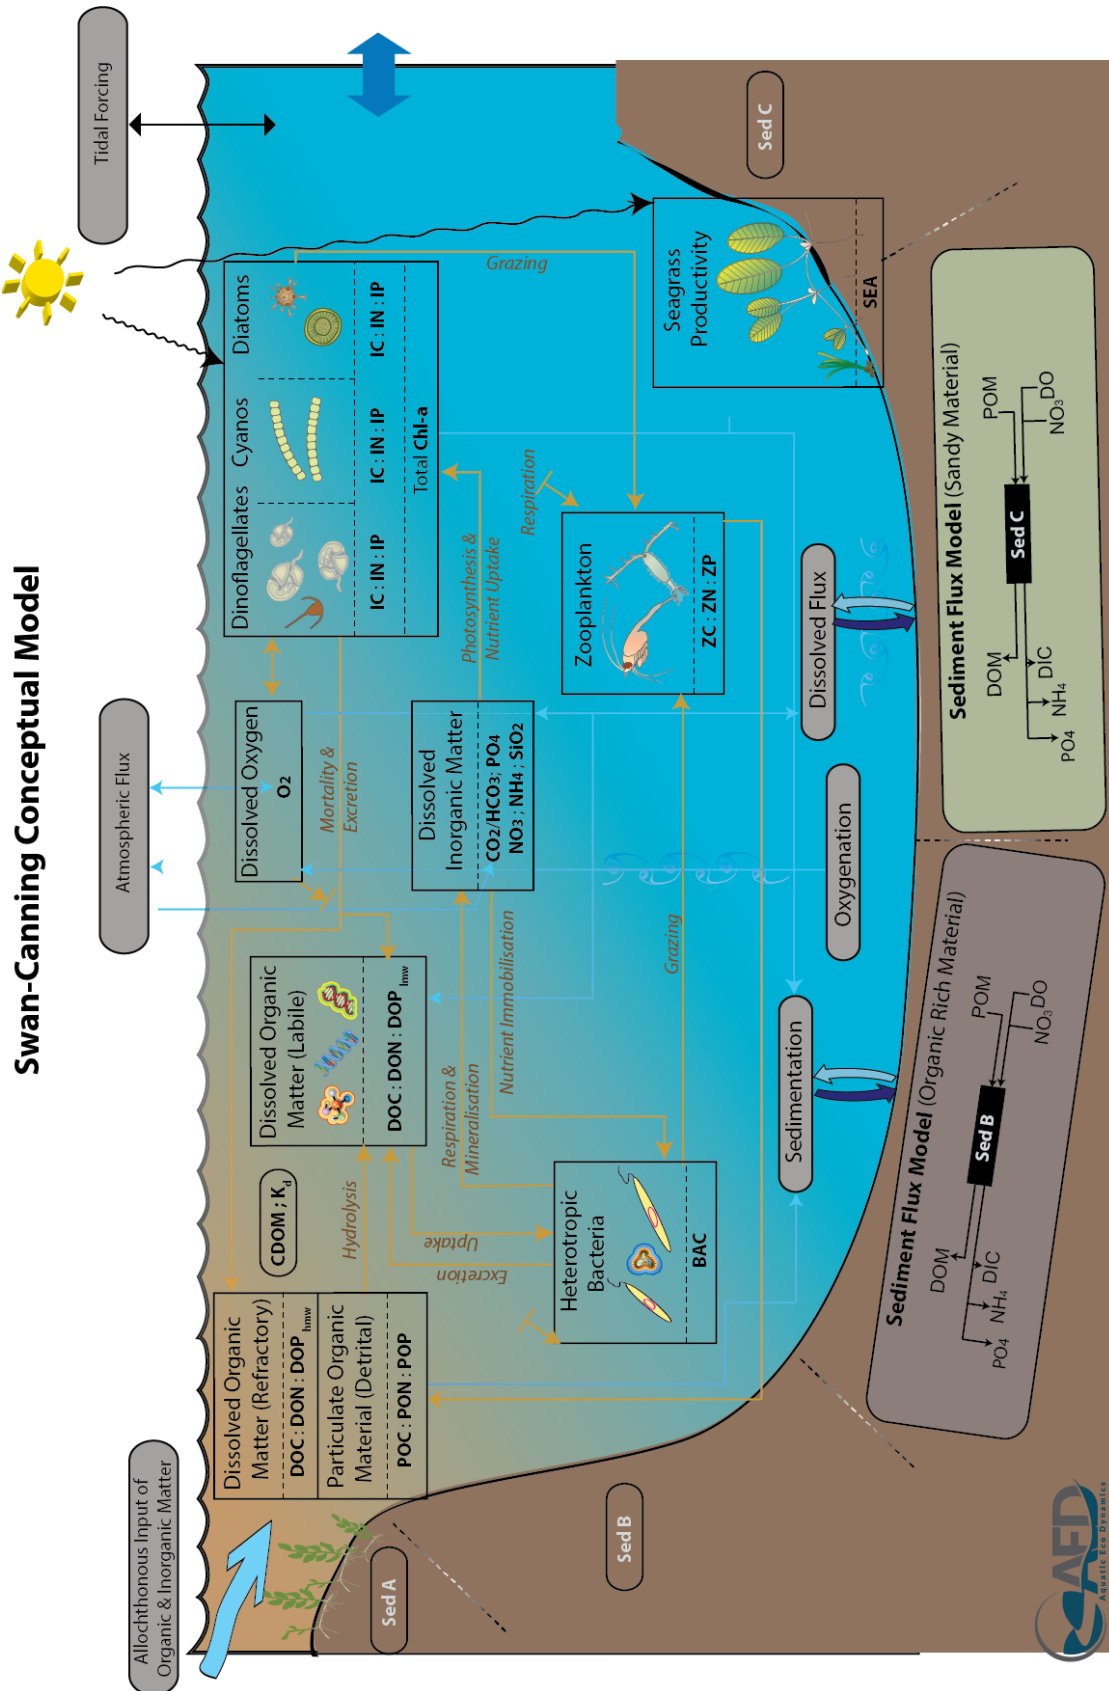 Swan-Canning Conceptual Model
Allochthonous Input of
Organic & Inorganic Matter
Atmospheric Flux
Tidal Forcing
Dissolved Organic
Matter (Refractory)
DOC : DON : DOP hmw
Particulate Organic
Material (Detrital)
POC : PON : POP
CDOM ; Kd
Hydrolysis
Dissolved Organic
Matter (Labile)
DOC : DON : DOP lmw
Dissolved Oxygen
O2
Mortality &
Excretion
Dinoflagellates
Cyanos
Diatoms
IC : IN : IP
IC : IN : IP
IC : IN : IP
Total Chl-a
Grazing
Excretion
Uptake
Respiration &
Mineralisation
Nutrient Immobilisation
Dissolved
Inorganic Matter
CO2/HCO3; PO4
NO3 ; NH4 ; SiO2
Photosynthesis &
Nutrient Uptake
Respiration
Heterotropic
Bacteria
BAC
Grazing
Zooplankton
ZC : ZN : ZP
Seagrass
Productivity
SEA
Sed A
Sed B
Sed C
Sedimentation
Oxygenation
Dissolved Flux
Sediment Flux Model (Organic Rich Material)
DOM
POM
Sed B
PO4
NH4
DIC
NO3
DO
Sediment Flux Model (Sandy Material)
DOM
POM
Sed C
PO4
NH4
DIC
NO3
DO
AED
Aquatic Eco Dynamics